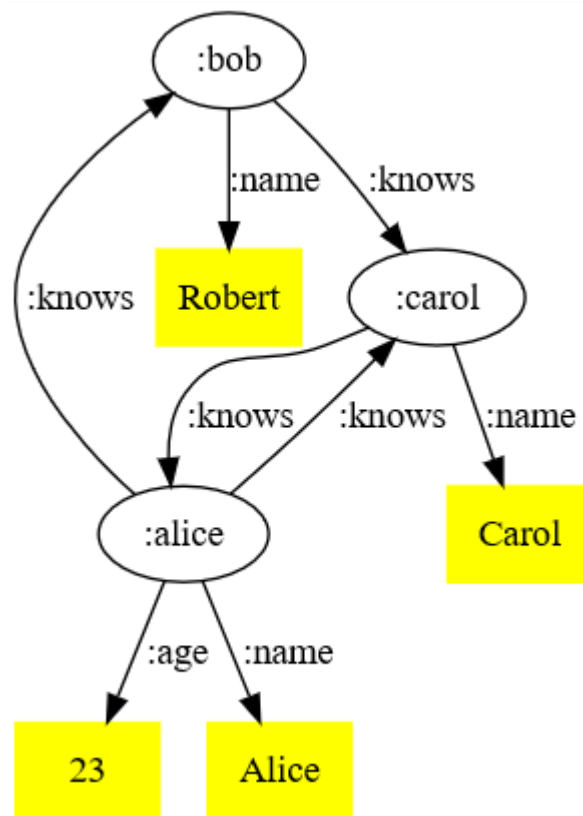 :bob
:name
:knows
:knows
Robert
:carol
:knows
:knows
:name
:alice
Carol
:age
:name
23
Alice